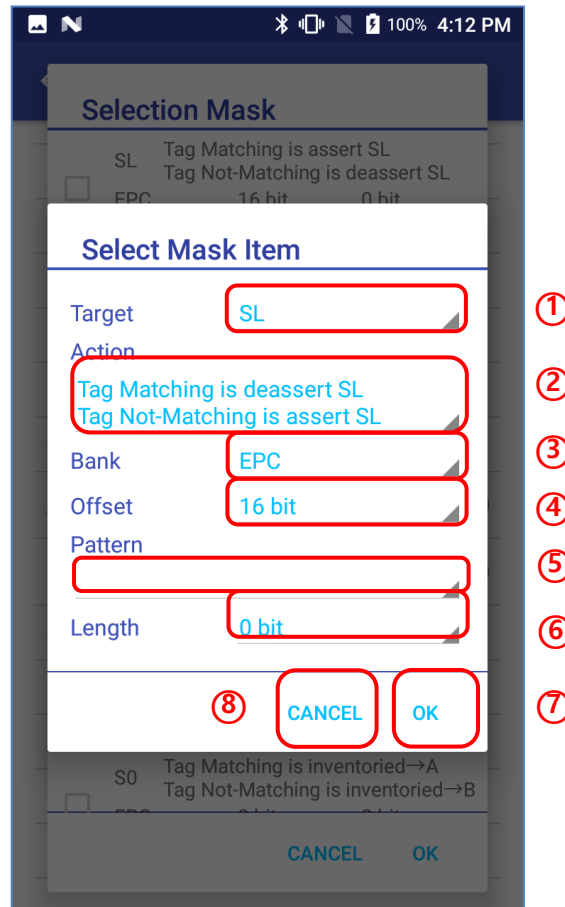 100% 4:12 PM
Selection Mask
SL Tag Matching is assert SL
Tag Not-Matching is deassert SL
EPC 16 bit 0 bit
Select Mask Item
Target SL ①
Action
Tag Matching is deassert SL ②
Tag Not-Matching is assert SL
Bank EPC ③
Offset 16 bit ④
Pattern
⑤
Length 0 bit ⑥
⑧ CANCEL OK ⑦
S0 Tag Matching is inventoried→A
Tag Not-Matching is inventoried→B
CANCEL OK